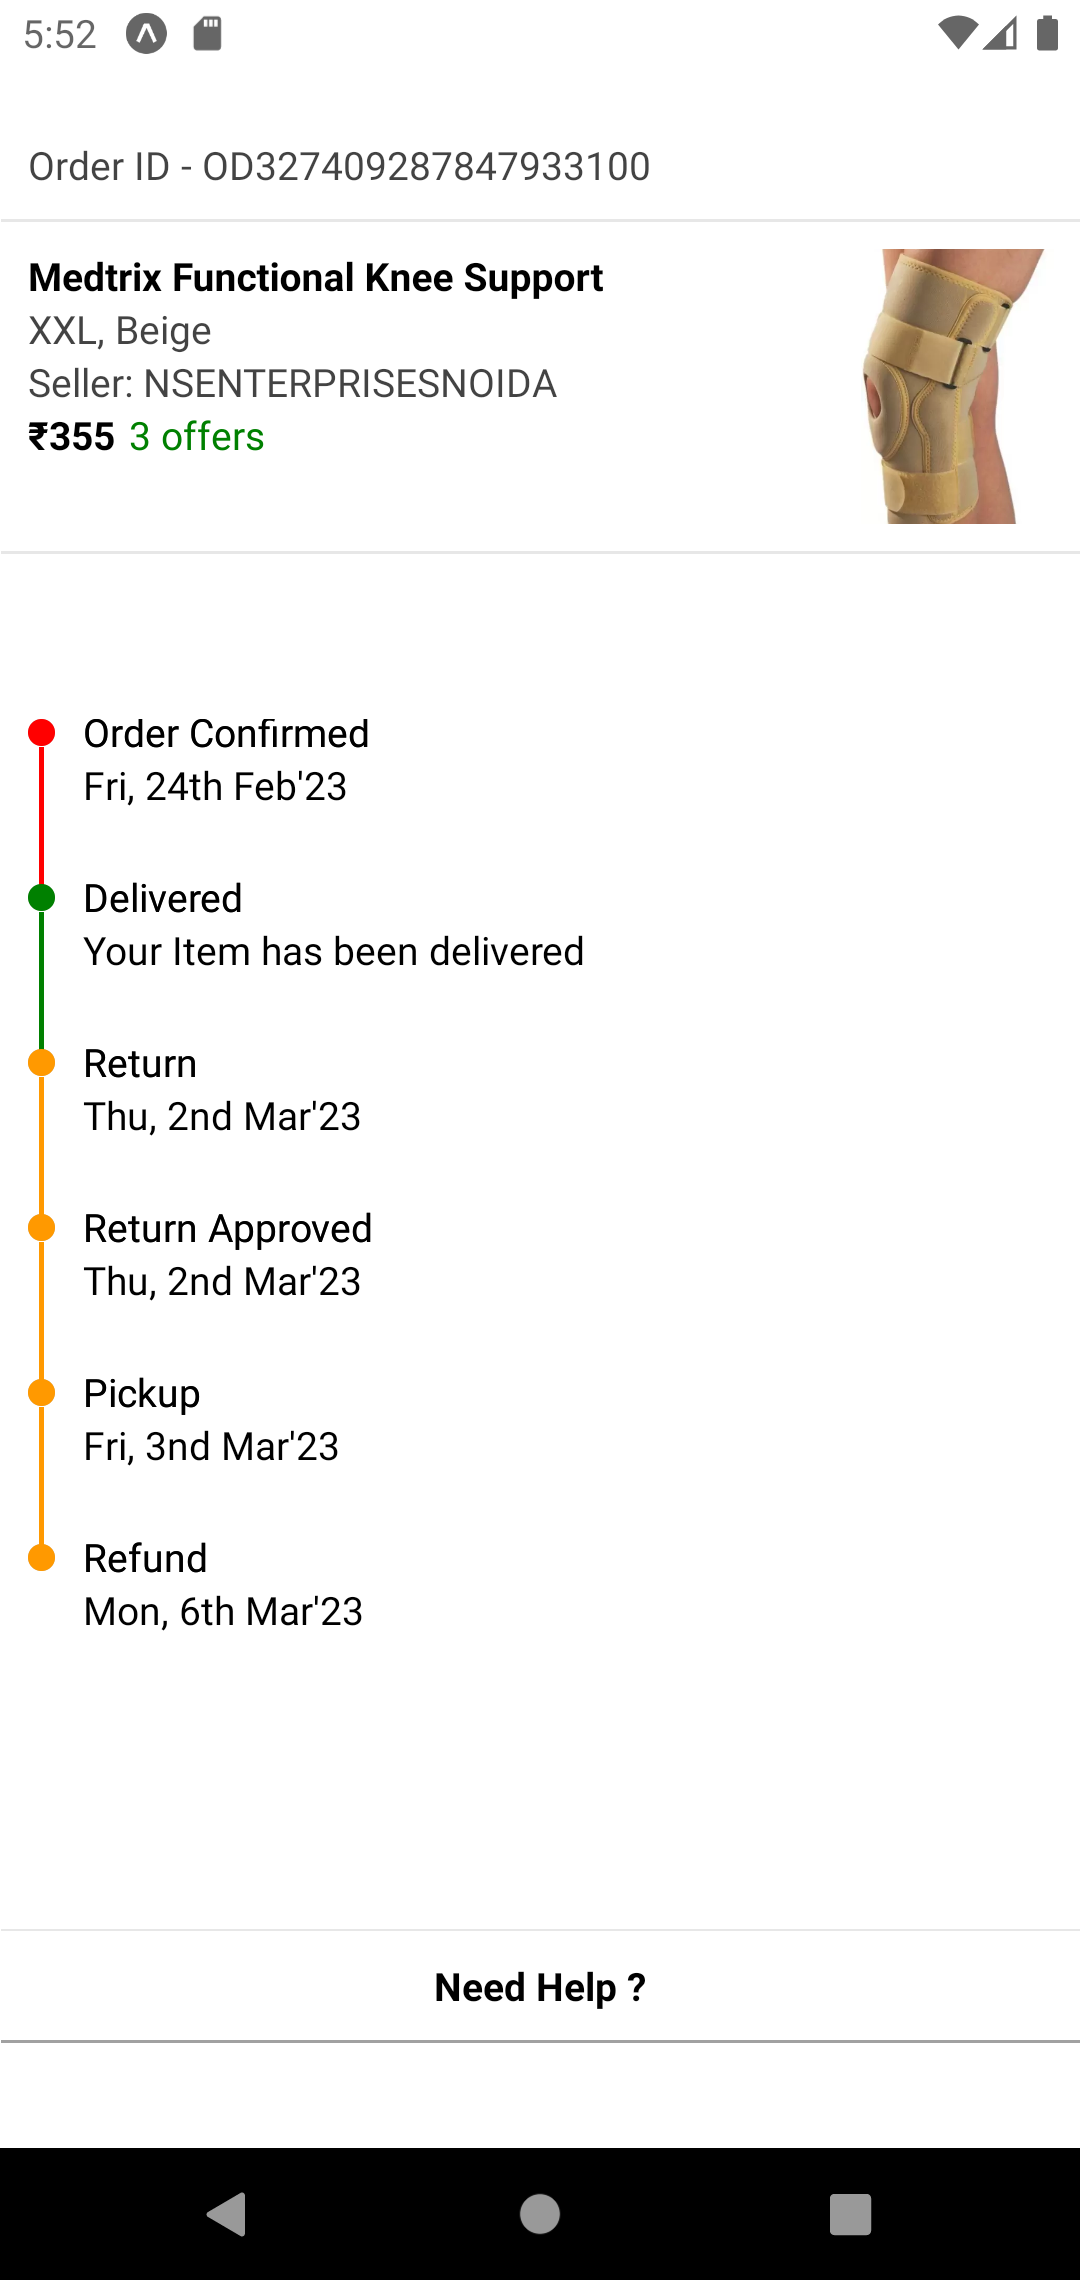 5:52
Order ID - OD327409287847933100
Medtrix Functional Knee Support
XXL, Beige
Seller: NSENTERPRISESNOIDA
₹355 3 offers
Order Confirmed
Fri, 24th Feb'23
Delivered
Your Item has been delivered
Return
Thu, 2nd Mar'23
Return Approved
Thu, 2nd Mar'23
Pickup
Fri, 3nd Mar'23
Refund
Mon, 6th Mar'23
Need Help ?